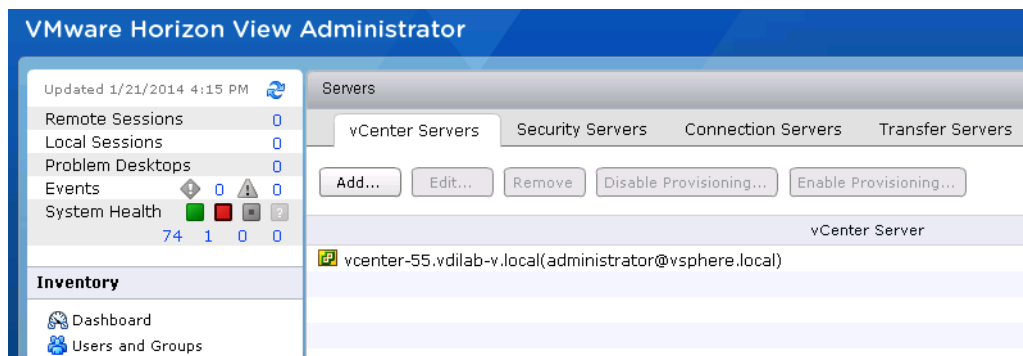 VMware Horizon View Administrator
Updated 1/21/2014 4:15 PM
Remote Sessions 0
Local Sessions 0
Problem Desktops 0
Events 0 0
System Health ?
74 1 0 0
Inventory
Dashboard
Users and Groups
Servers
vCenter Servers Security Servers Connection Servers Transfer Servers
Add... Edit... Remove Disable Provisioning... Enable Provisioning...
vCenter Server
vcenter-55.vdilab-v.local(administrator@vsphere.local)